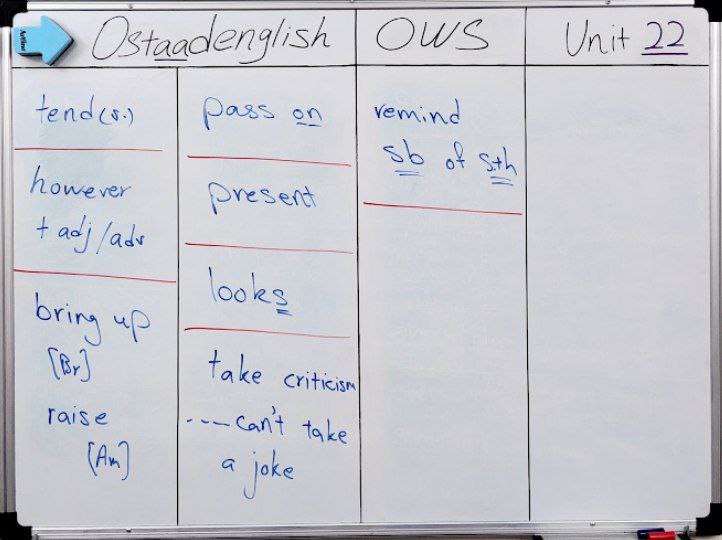 Ostaadenglish
OWS
Unit 22
tend (s.)
however
+ adj/adv
bring up
[Br]
raise
[Am]
pass on
present
looks
take criticism
---- can't take
a joke
remind
sb of s.th